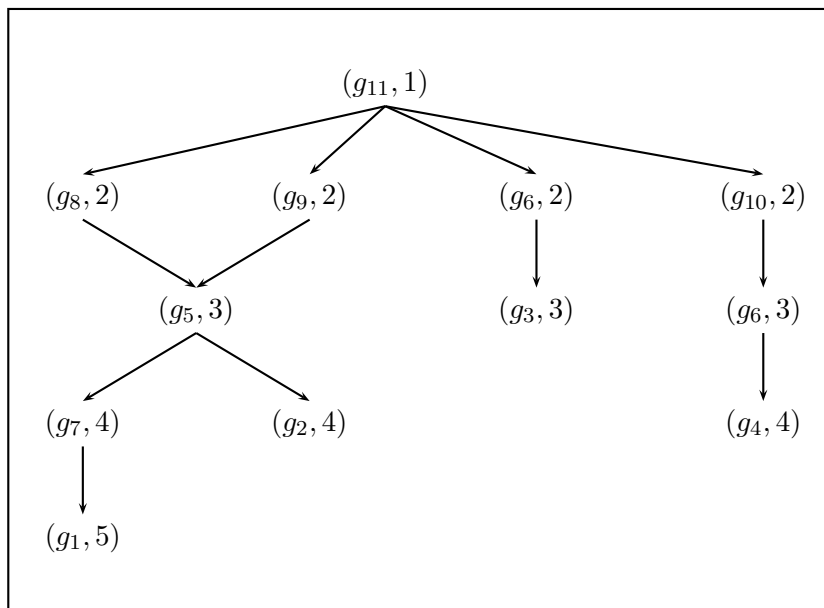 (g₁₁, 1)
(g₈, 2) (g₉, 2) (g₆, 2) (g₁₀, 2)
(g₅, 3) (g₃, 3) (g₆, 3)
(g₇, 4) (g₂, 4) (g₄, 4)
(g₁, 5)